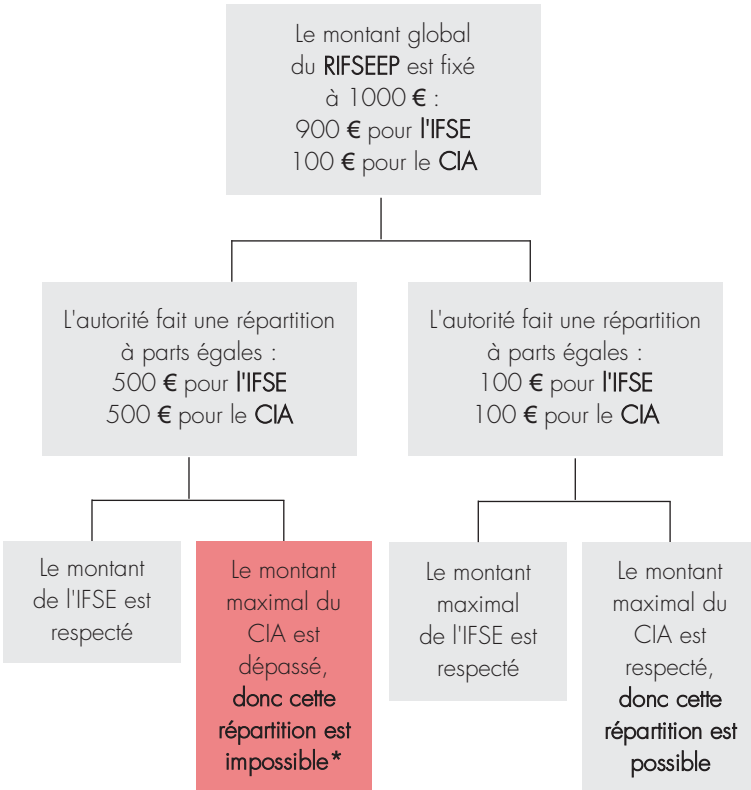 Le montant global
du RIFSEEP est fixé
à 1000 € :
900 € pour l'IFSE
100 € pour le CIA
L'autorité fait une répartition
à parts égales :
500 € pour l'IFSE
500 € pour le CIA
L'autorité fait une répartition
à parts égales :
100 € pour l'IFSE
100 € pour le CIA
Le montant
de l'IFSE est
respecté
Le montant
maximal du
CIA est
dépassé,
donc cette
répartition est
impossible*
Le montant
maximal
de l'IFSE est
respecté
Le montant
maximal du
CIA est
respecté,
donc cette
répartition est
possible